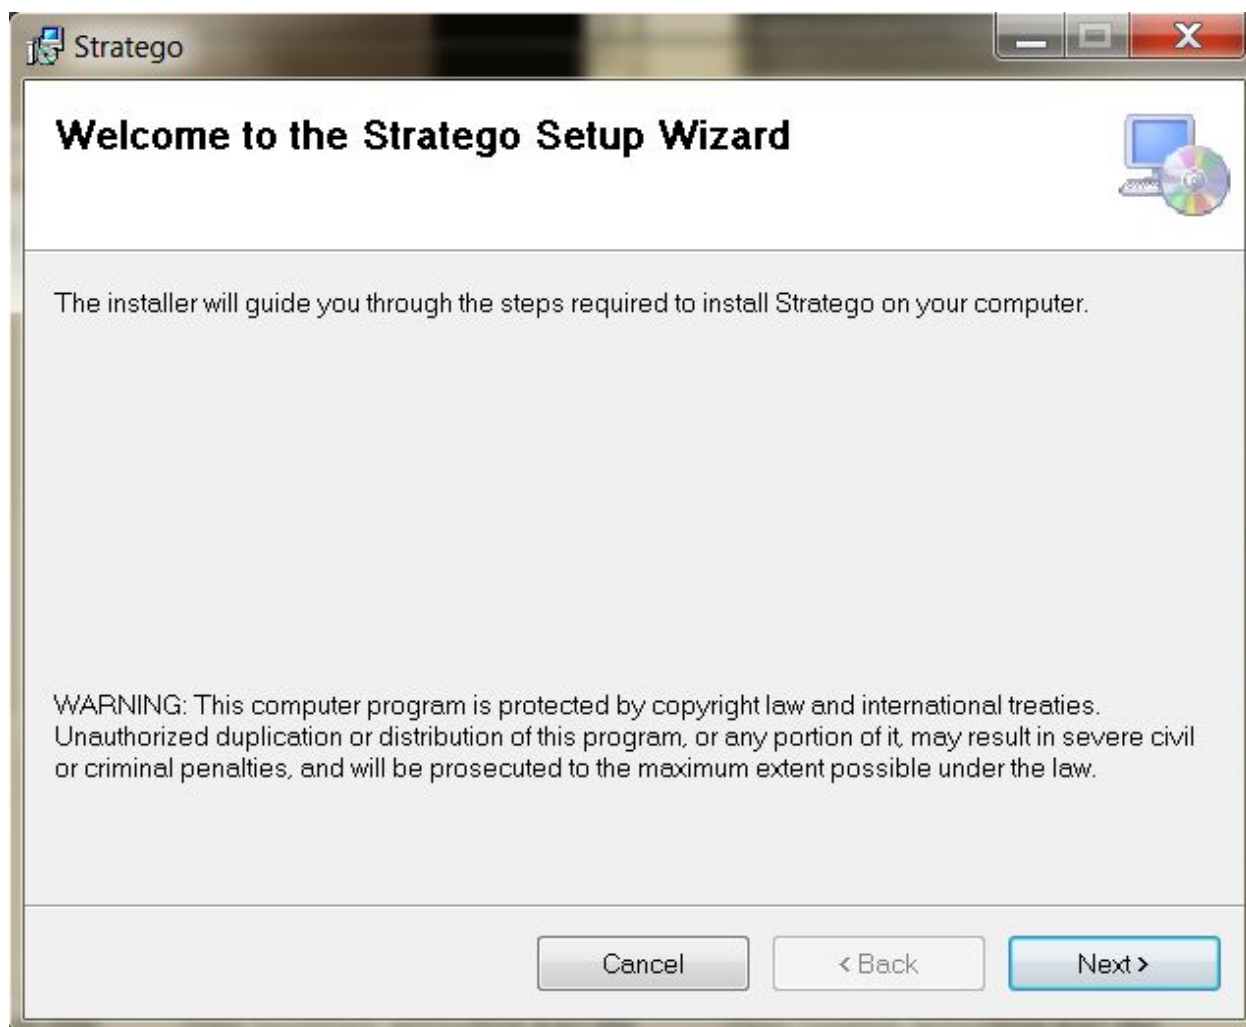 Stratego
Welcome to the Stratego Setup Wizard
The installer will guide you through the steps required to install Stratego on your computer.
WARNING: This computer program is protected by copyright law and international treaties.
Unauthorized duplication or distribution of this program, or any portion of it, may result in severe civil
or criminal penalties, and will be prosecuted to the maximum extent possible under the law.
Cancel
< Back
Next >